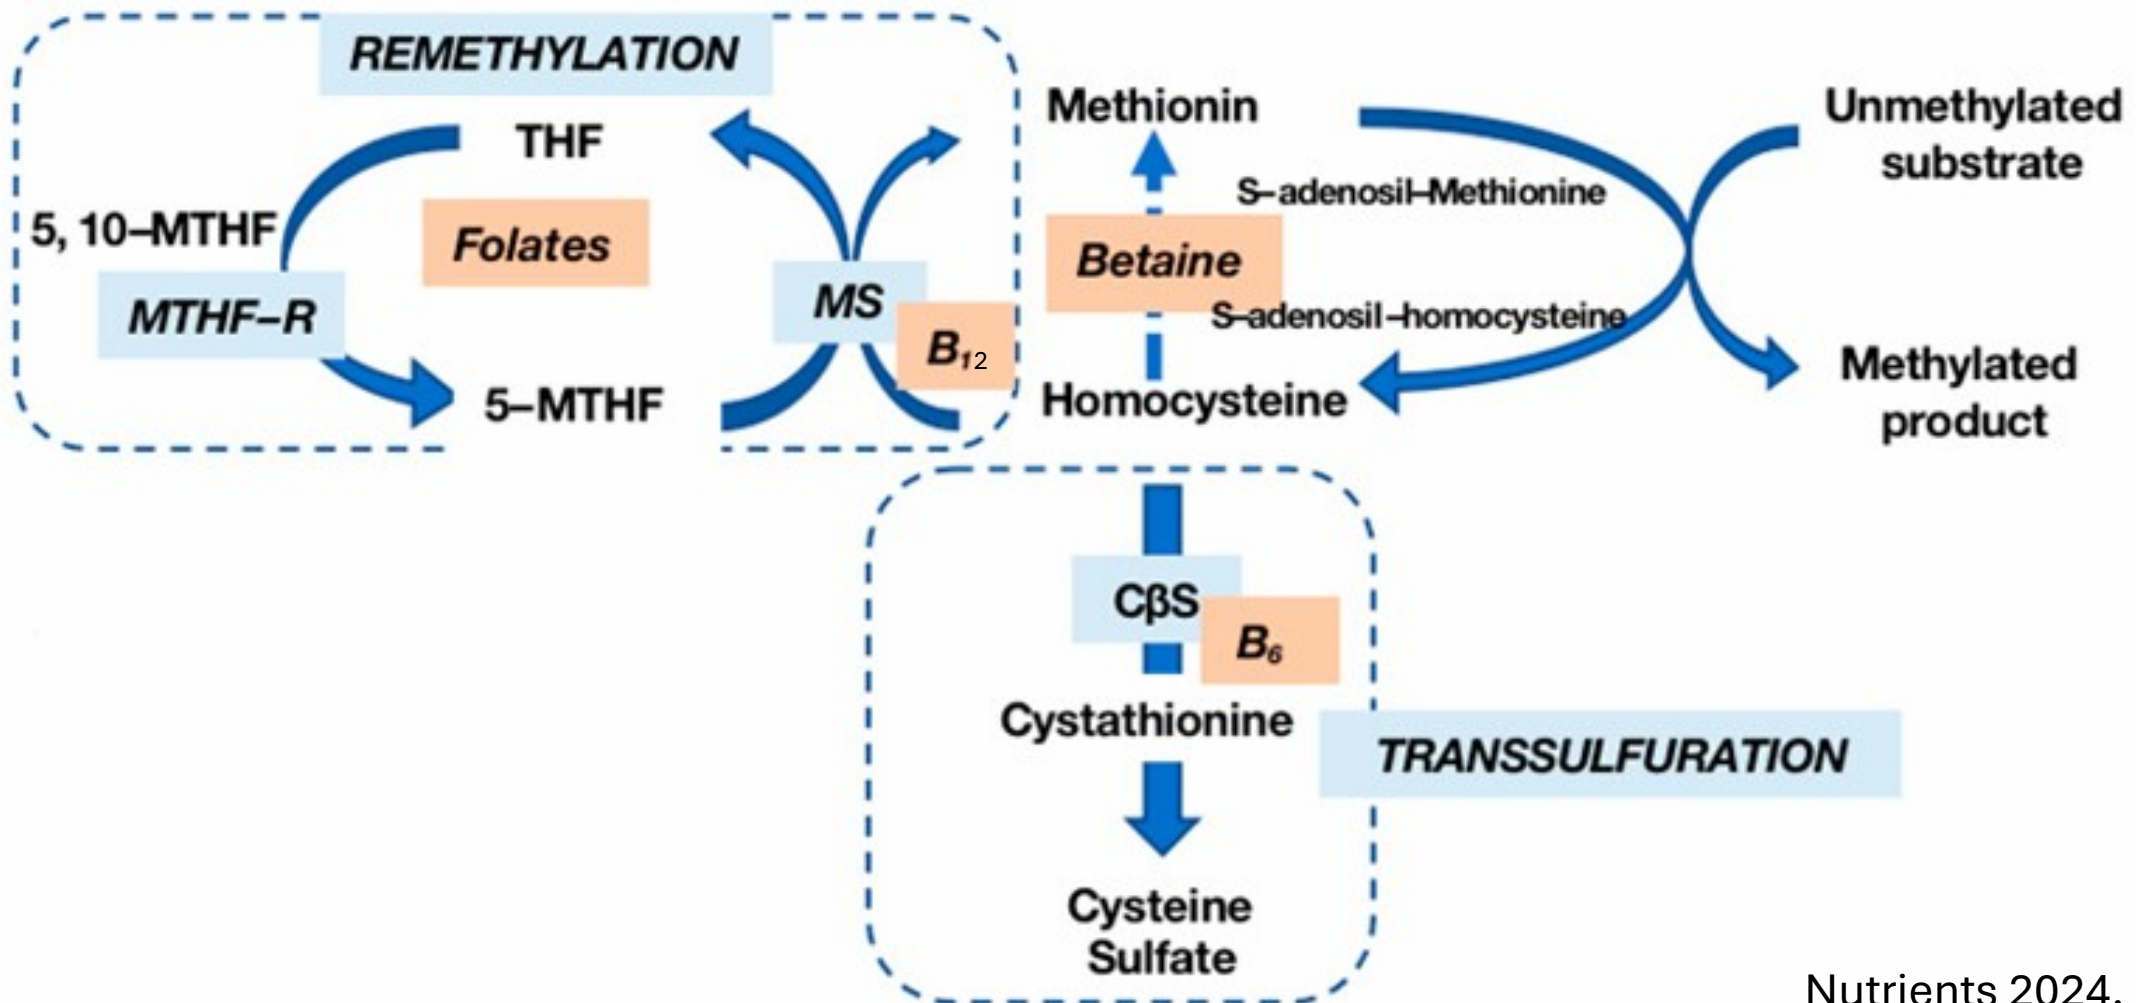 REMETHYLATION
THF
5, 10–MTHF
Folates
MTHF–R
MS
B₁₂
5–MTHF
Methionin
S–adenosil–Methionine
Betaine
S–adenosil–homocysteine
Homocysteine
Unmethylated
substrate
Methylated
product
CβS
B₆
Cystathionine
TRANSSULFURATION
Cysteine
Sulfate
Nutrients 2024.